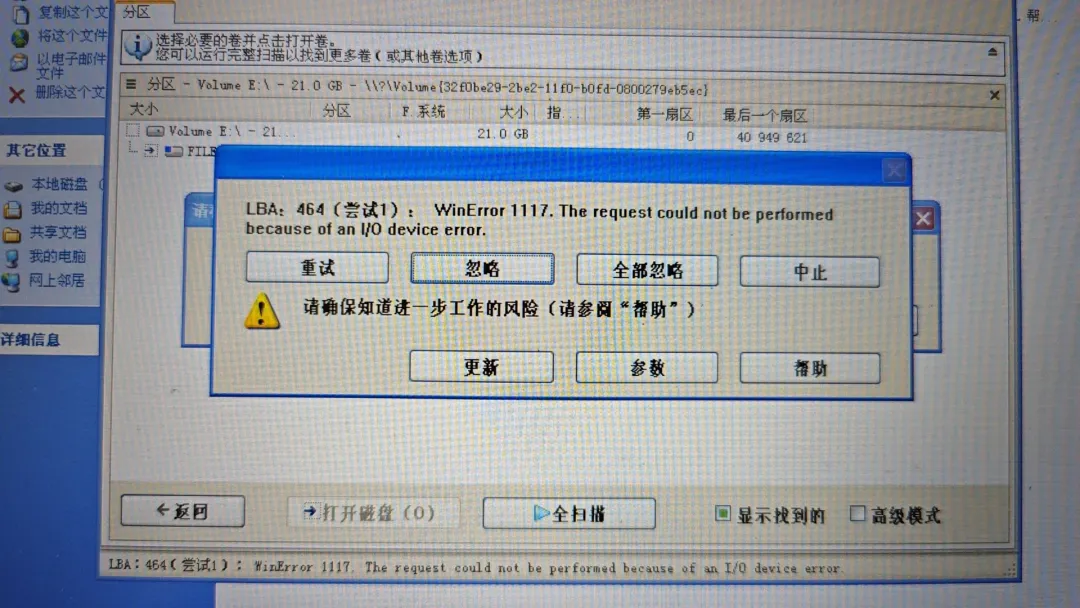 复制这个文
将这个文件
以电子邮件
文件
删除这个文
其它位置
本地磁盘 (
我的文档
共享文档
我的电脑
网上邻居
详细信息
帮
分区
选择必要的卷并点击打开卷。
您可以运行完整扫描以找到更多卷(或其他卷选项)
分区 - Volume E:\ - 21.0 GB - \\?\Volume{32f0be29-2be2-11f0-b0fd-0800279eb5ec}
大小 分区 F. 系统 大小 指... 第一扇区 最后一个扇区
Volume E:\ - 21... 21.0 GB 0 40 949 621
FILE
LBA: 464(尝试1): WinError 1117. The request could not be performed
because of an I/O device error.
重试 忽略 全部忽略 中止
请确保知道进一步工作的风险(请参阅“帮助”)
更新 参数 帮助
返回 打开磁盘(O) 全扫描 显示找到的 高级模式
LBA: 464(尝试1): WinError 1117. The request could not be performed because of an I/O device error.